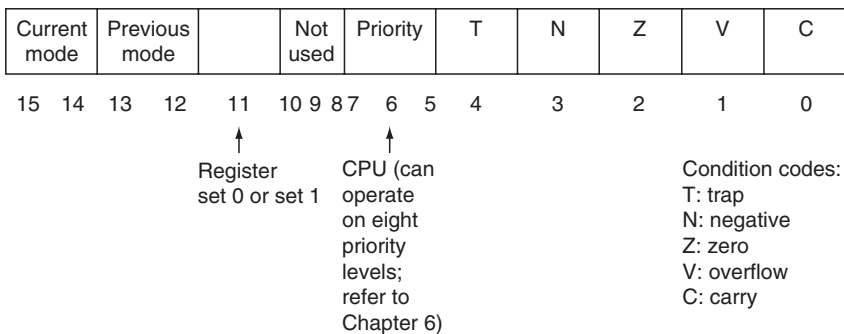 Current mode Previous mode Not used Priority T N Z V C
15 14 13 12 11 10 9 8 7 6 5 4 3 2 1 0
Register
set 0 or set 1
CPU (can
operate
on eight
priority
levels;
refer to
Chapter 6)
Condition codes:
T: trap
N: negative
Z: zero
V: overflow
C: carry